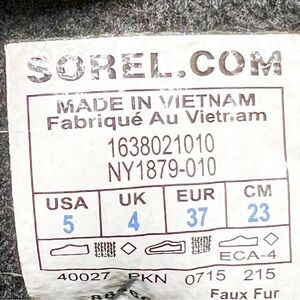 SOREL.COM
MADE IN VIETNAM
Fabriqué Au Vietnam
1638021010
NY1879-010
USA UK EUR CM
5 4 37 23
ECA-4
40027 PKN 0715 215
Faux Fur